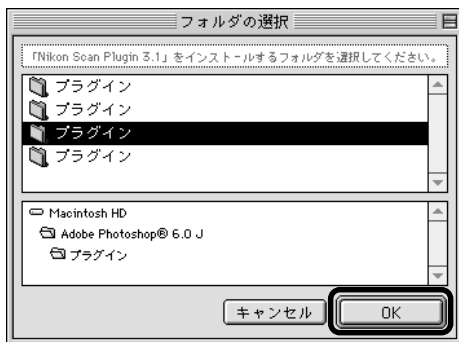 フォルダの選択
「Nikon Scan Plugin 3.1」をインストールするフォルダを選択してください。
プラグイン
プラグイン
プラグイン
プラグイン
Macintosh HD
Adobe Photoshop® 6.0 J
プラグイン
キャンセル
OK